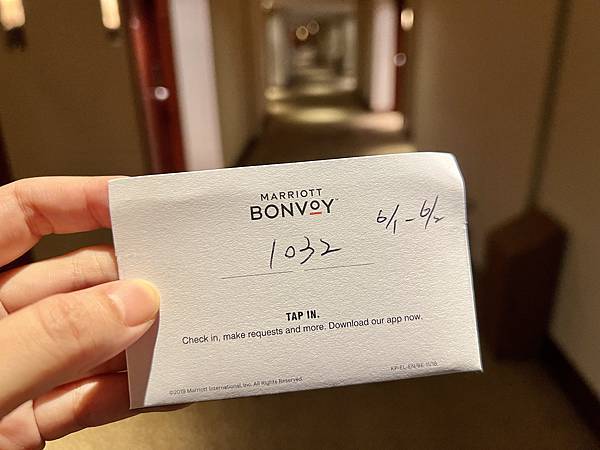 MARRIOTT
BONVOY™
6/1-6/2
1032
TAP IN.
Check in, make requests and more. Download our app now.
©2019 Marriott International, Inc. All Rights Reserved.